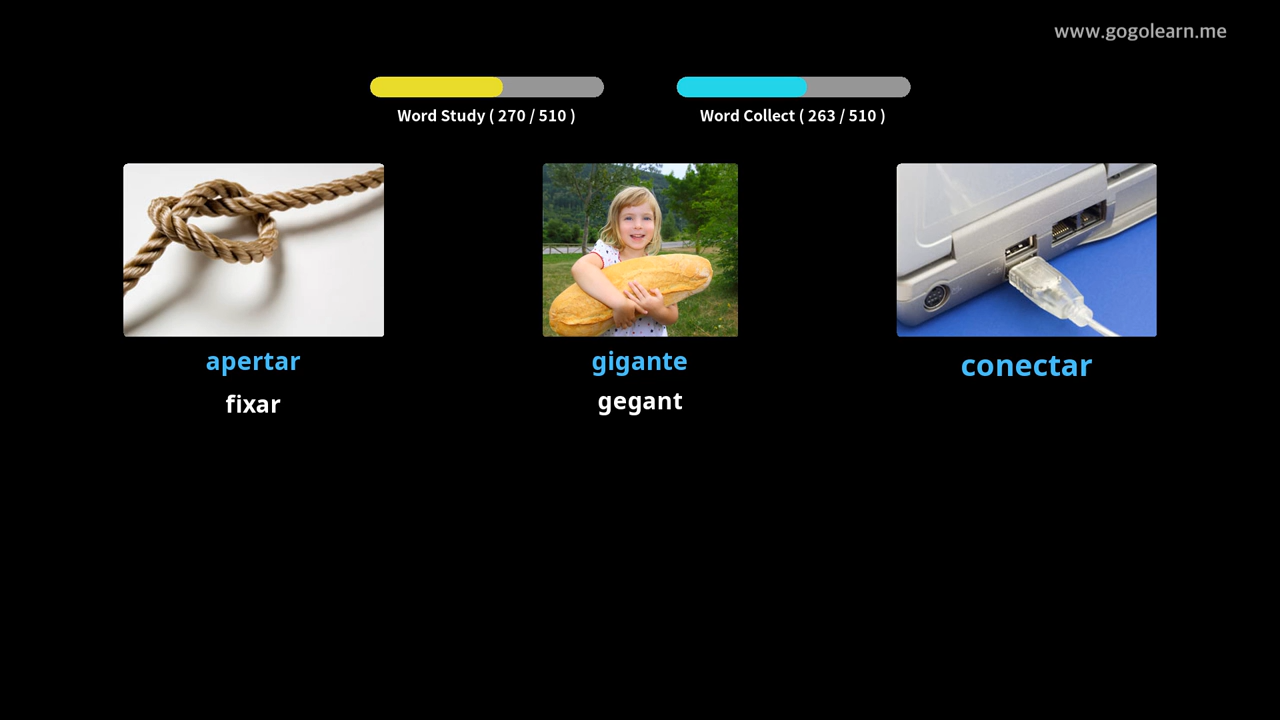 www.gogolearn.me
Word Study ( 270 / 510 )
Word Collect ( 263 / 510 )
apertar
fixar
gigante
gegant
conectar